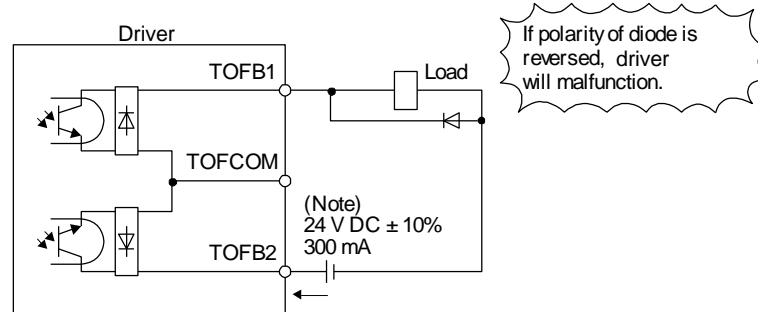 Driver
If polarity of diode is
reversed, driver
will malfunction.
TOFB1
Load
TOFCOM
(Note)
24 V DC ± 10%
300 mA
TOFB2